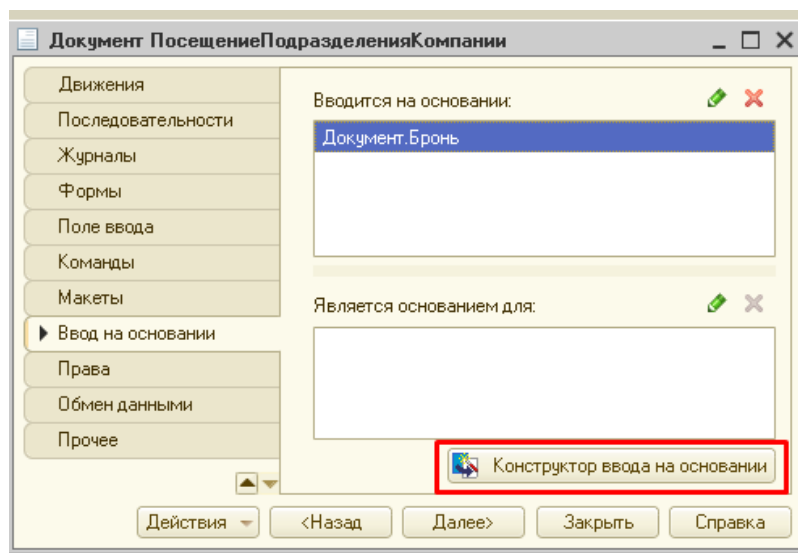 Документ ПосещениеПодразделенияКомпании
Движения
Последовательности
Журналы
Формы
Поле ввода
Команды
Макеты
Ввод на основании
Права
Обмен данными
Прочее
Вводится на основании:
Документ.Бронь
Является основанием для:
Конструктор ввода на основании
Действия
<Назад
Далее>
Закрыть
Справка